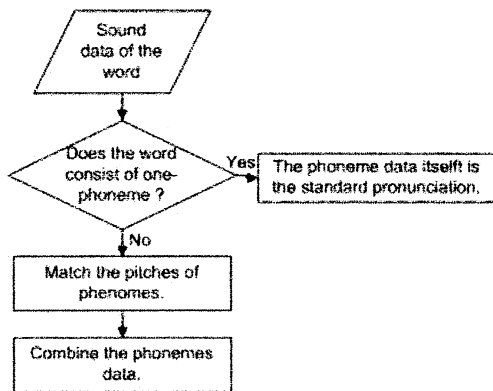 Sound
data of the
word
Does the word
consist of one-
phoneme ?
Yes
The phoneme data itselft is
the standard pronunciation.
No
Match the pitches of
phenomes.
Combine the phonemes
data.